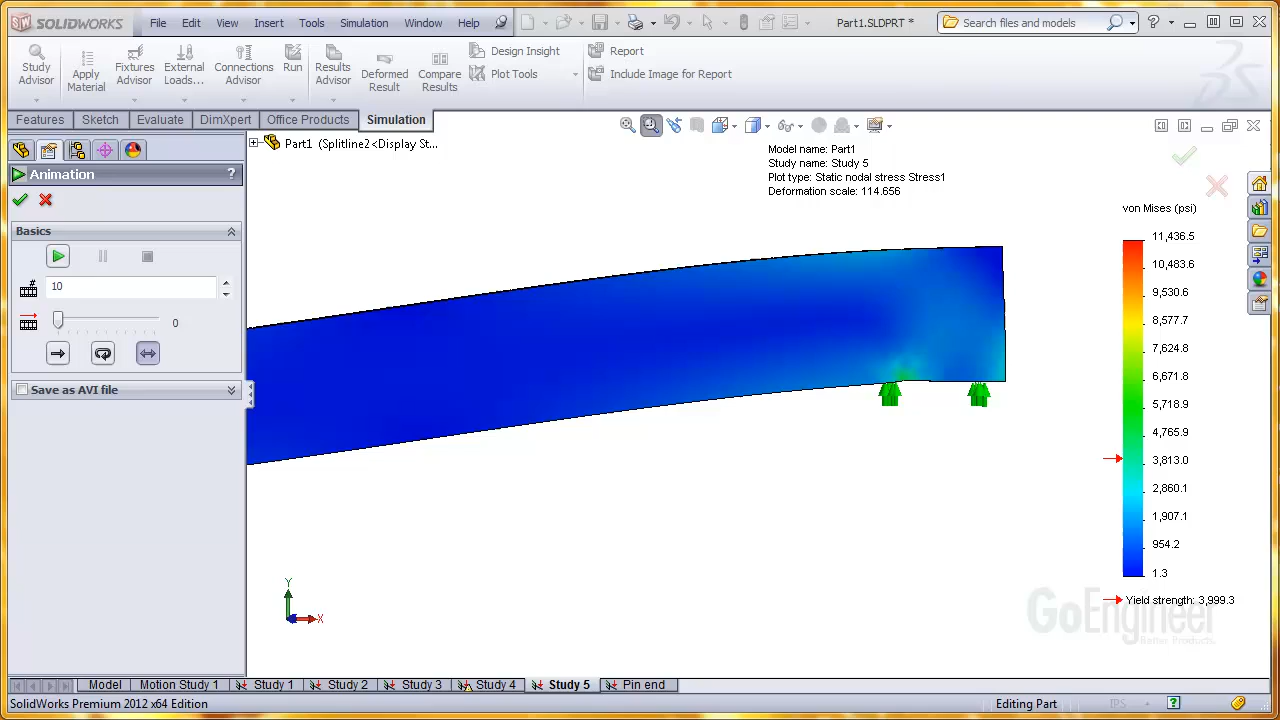 SOLIDWORKS File Edit View Insert Tools Simulation Window Help Part1.SLDPRT * Search files and models
Study Advisor
Apply Material
Fixtures Advisor
External Loads...
Connections Advisor
Run
Results Advisor
Deformed Result
Compare Results
Design Insight
Plot Tools
Report
Include Image for Report
Features Sketch Evaluate DimXpert Office Products Simulation
Part1 (Splitline2<Display St...
Model name: Part1
Study name: Study 5
Plot type: Static nodal stress Stress1
Deformation scale: 114.656
Animation ?
Basics
10
0
Save as AVI file
von Mises (psi)
11,436.5
10,483.6
9,530.6
8,577.7
7,624.8
6,671.8
5,718.9
4,765.9
3,813.0
2,860.1
1,907.1
954.2
1.3
Yield strength: 3,999.3
Y
X
GoEngineer
Better Products.
Model Motion Study 1 Study 1 Study 2 Study 3 Study 4 Study 5 Pin end
SolidWorks Premium 2012 x64 Edition Editing Part IPS